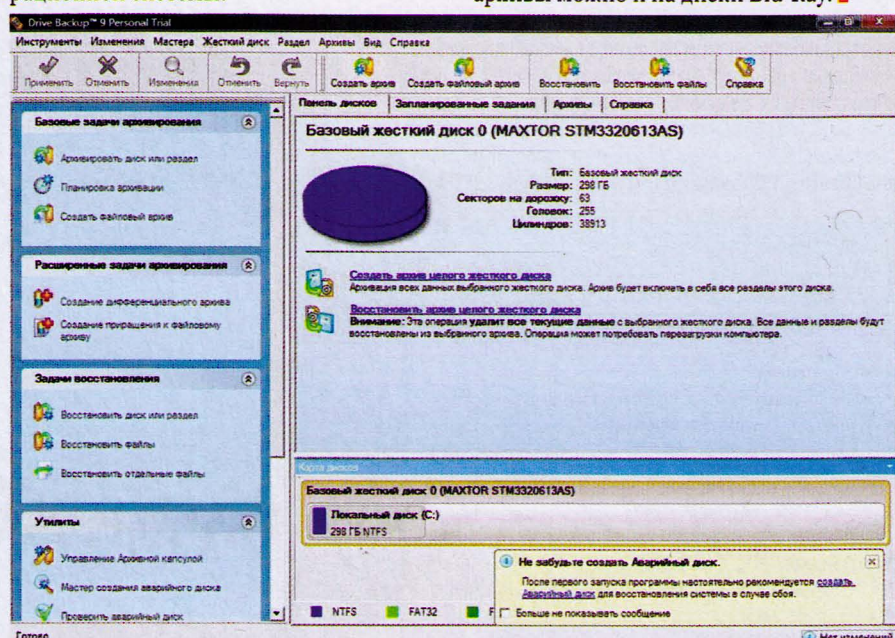 архивы можно и на диски Blu-Ray.
Drive Backup™ 9 Personal Trial
Инструменты Изменения Мастера Жесткий диск Раздел Архивы Вид Справка
Применить Отменить Изменения Отменить Вернуть Создать архив Создать файловый архив Восстановить Восстановить файлы Справка
Панель дисков Запланированные задания Архивы Справка
Базовые задачи архивирования
Архивировать диск или раздел
Планировка архивации
Создать файловый архив
Расширенные задачи архивирования
Создание дифференциального архива
Создание приращения к файловому
архиву
Задачи восстановления
Восстановить диск или раздел
Восстановить файлы
Восстановить отдельные файлы
Утилиты
Управление Архивной капсулой
Мастер создания аварийного диска
Проверить аварийный диск
Базовый жесткий диск 0 (MAXTOR STM3320613AS)
Тип: Базовый жесткий диск
Размер: 298 ГБ
Секторов на дорожку: 63
Головок: 255
Цилиндров: 38913
Создать архив целого жесткого диска
Архивация всех данных выбранного жесткого диска. Архив будет включать в себя все разделы этого диска.
Восстановить архив целого жесткого диска
Внимание: Эта операция удалит все текущие данные с выбранного жесткого диска. Все данные и разделы будут
восстановлены из выбранного архива. Операция может потребовать перезагрузки компьютера.
Карта дисков
Базовый жесткий диск 0 (MAXTOR STM3320613AS)
Локальный диск (C:)
298 ГБ NTFS
Не забудьте создать Аварийный диск.
После первого запуска программы настоятельно рекомендуется создать
Аварийный диск для восстановления системы в случае сбоя.
Больше не показывать сообщение
NTFS FAT32 F
Готово
Нет изменений